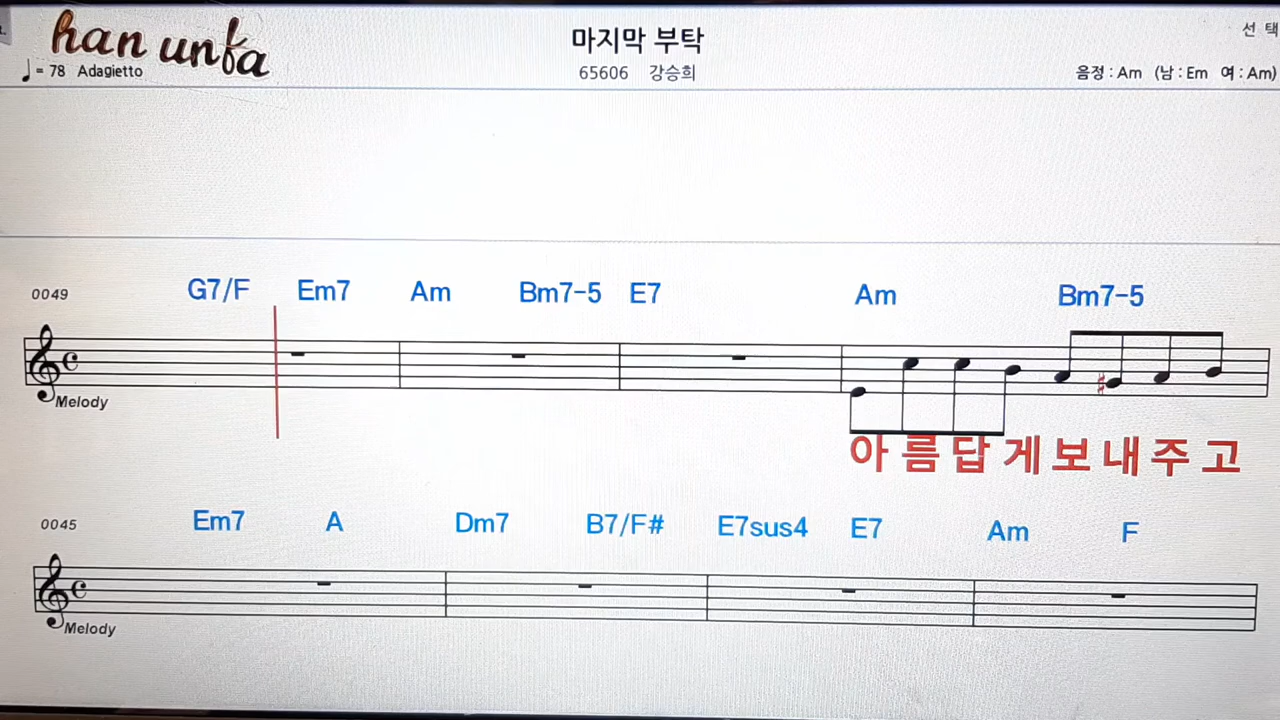 han unfa
마지막 부탁
선 택
♩= 78 Adagietto
65606 강승희
음정 : Am (남 : Em 여 : Am)
0049 G7/F Em7 Am Bm7-5 E7 Am Bm7-5
Melody
아름답게보내주고
0045 Em7 A Dm7 B7/F# E7sus4 E7 Am F
Melody